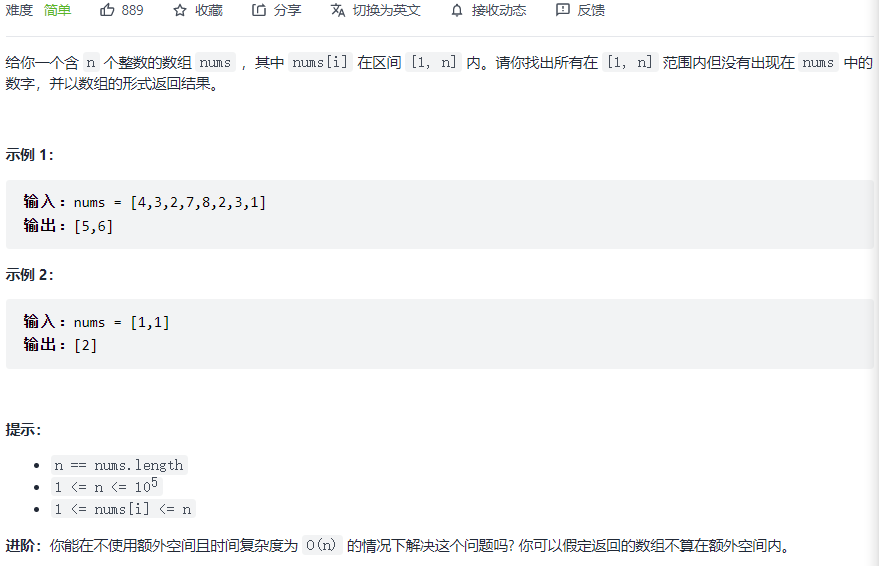 难度 简单 889 收藏 分享 切换为英文 接收动态 反馈
给你一个含 n 个整数的数组 nums ，其中 nums[i] 在区间 [1, n] 内。请你找出所有在 [1, n] 范围内但没有出现在 nums 中的
数字，并以数组的形式返回结果。
示例 1：
输入：nums = [4,3,2,7,8,2,3,1]
输出：[5,6]
示例 2：
输入：nums = [1,1]
输出：[2]
提示：
n == nums.length
1 <= n <= 10⁵
1 <= nums[i] <= n
进阶：你能在不使用额外空间且时间复杂度为 O(n) 的情况下解决这个问题吗? 你可以假定返回的数组不算在额外空间内。